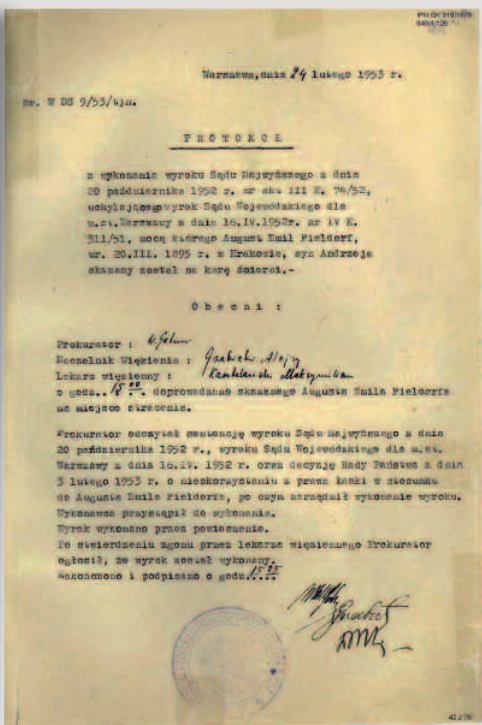 Warszawa, dnia 24 lutego 1953 r.
Nr. W DS 9/53/tjn.
PROTOKÓŁ
z wykonania wyroku Sądu Najwyższego z dnia
20 października 1952 r. nr akt III K. 74/52,
uchylającego wyrok Sądu Wojewódzkiego dla
m.st.Warszawy z dnia 16.IV.1952r. nr IV K.
311/51, mocą którego August Emil Fieldorf,
ur. 20.III. 1895 r. w Krakowie, syn Andrzeja
skazany został na karę śmierci.-
Obecni :
Prokurator :
Naczelnik Więzienia : Alojzy
Lekarz więzienny : Maksymilian
o godz. 15 00 . doprowadzono skazanego Augusta Emila Fieldorfa
na miejsce stracenia.
Prokurator odczytał sentencję wyroku Sądu Najwyższego z dnia
20 października 1952 r., wyroku Sądu Wojewódzkiego dla m.st.
Warszawy z dnia 16.IV. 1952 r. oraz decyzję Rady Państwa z dnia
3 lutego 1953 r. o nieskorzystaniu z prawa łaski w stosunku
do Augusta Emila Fieldorfa, po czym zarządził wykonanie wyroku.
Wykonawca przystąpił do wykonania.
Wyrok wykonano przez powieszenie.
Po stwierdzeniu zgonu przez lekarza więziennego Prokurator
ogłosił, że wyrok został wykonany.
Zakończono i podpisano o godz. 15 25